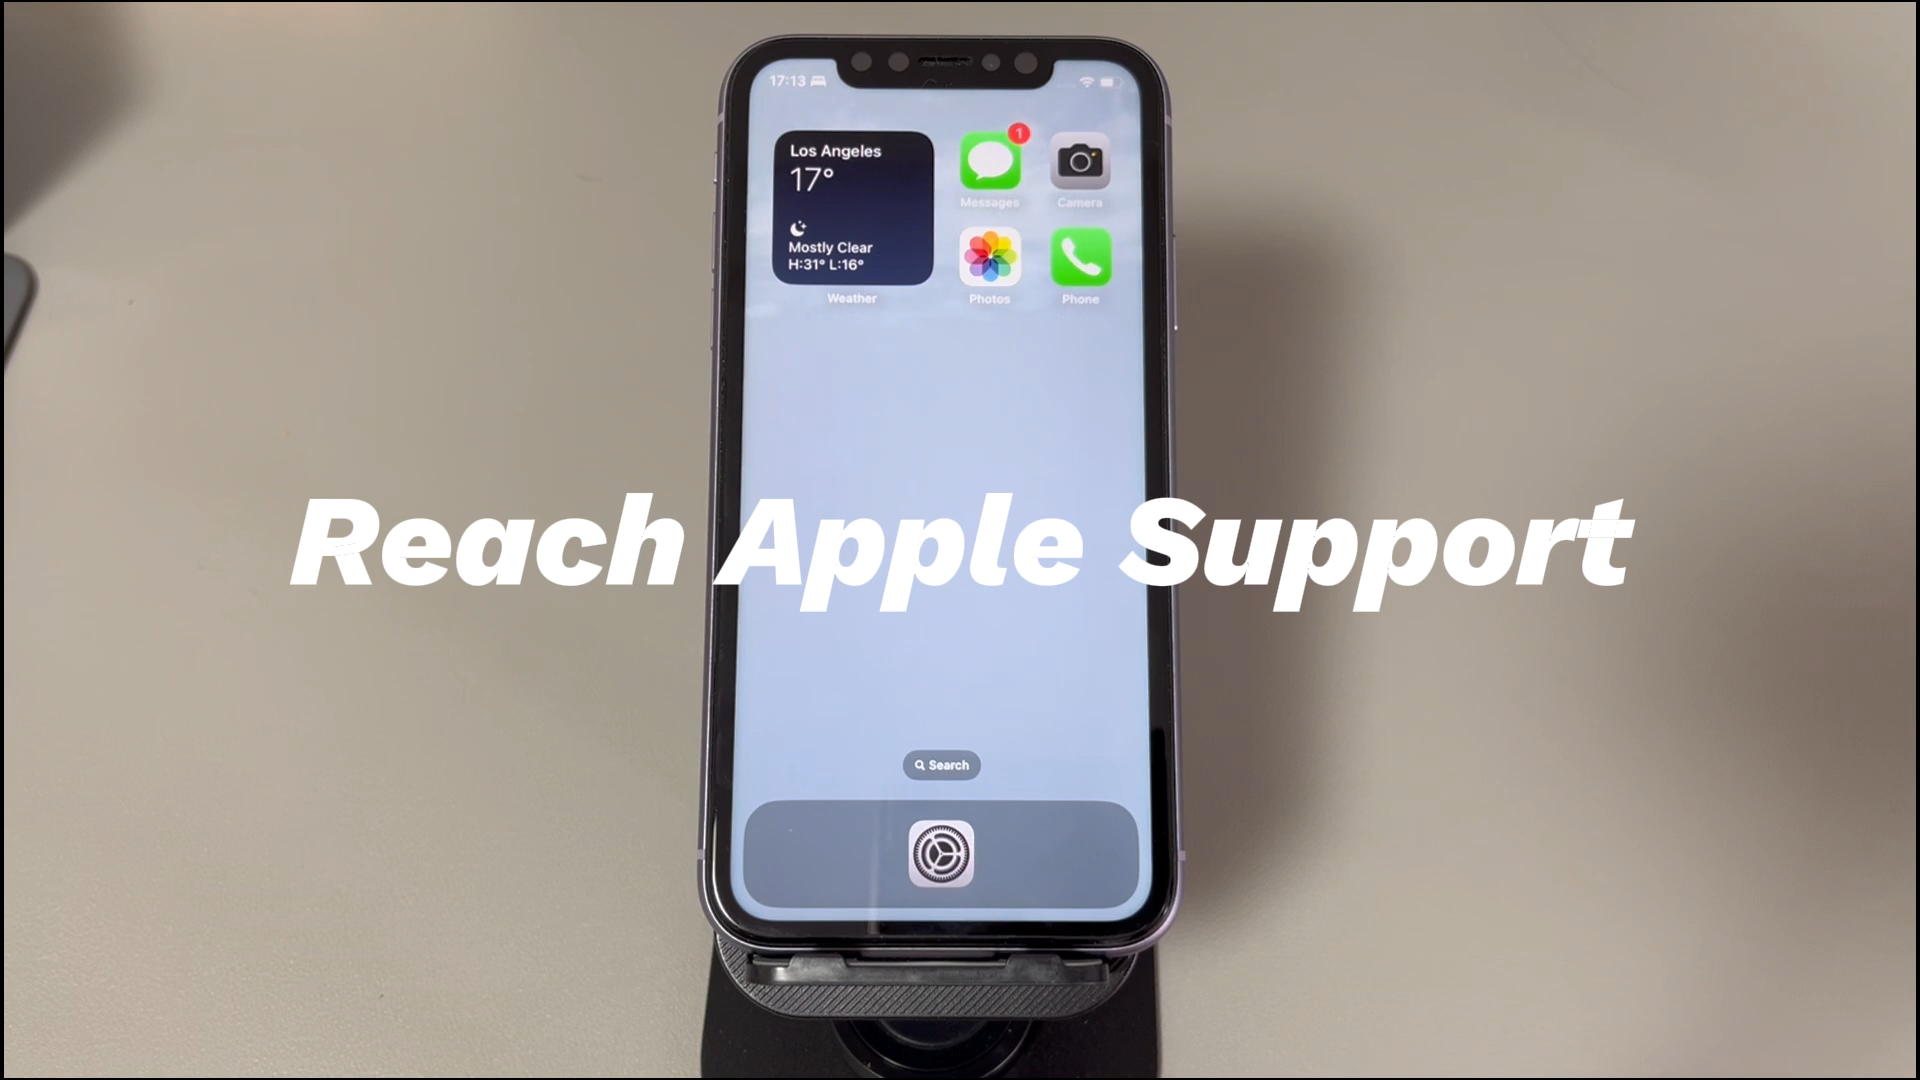 17:13
Los Angeles
17°
Mostly Clear
H:31° L:16°
Weather
1
Messages
Camera
Photos
Phone
Reach Apple Support
Search